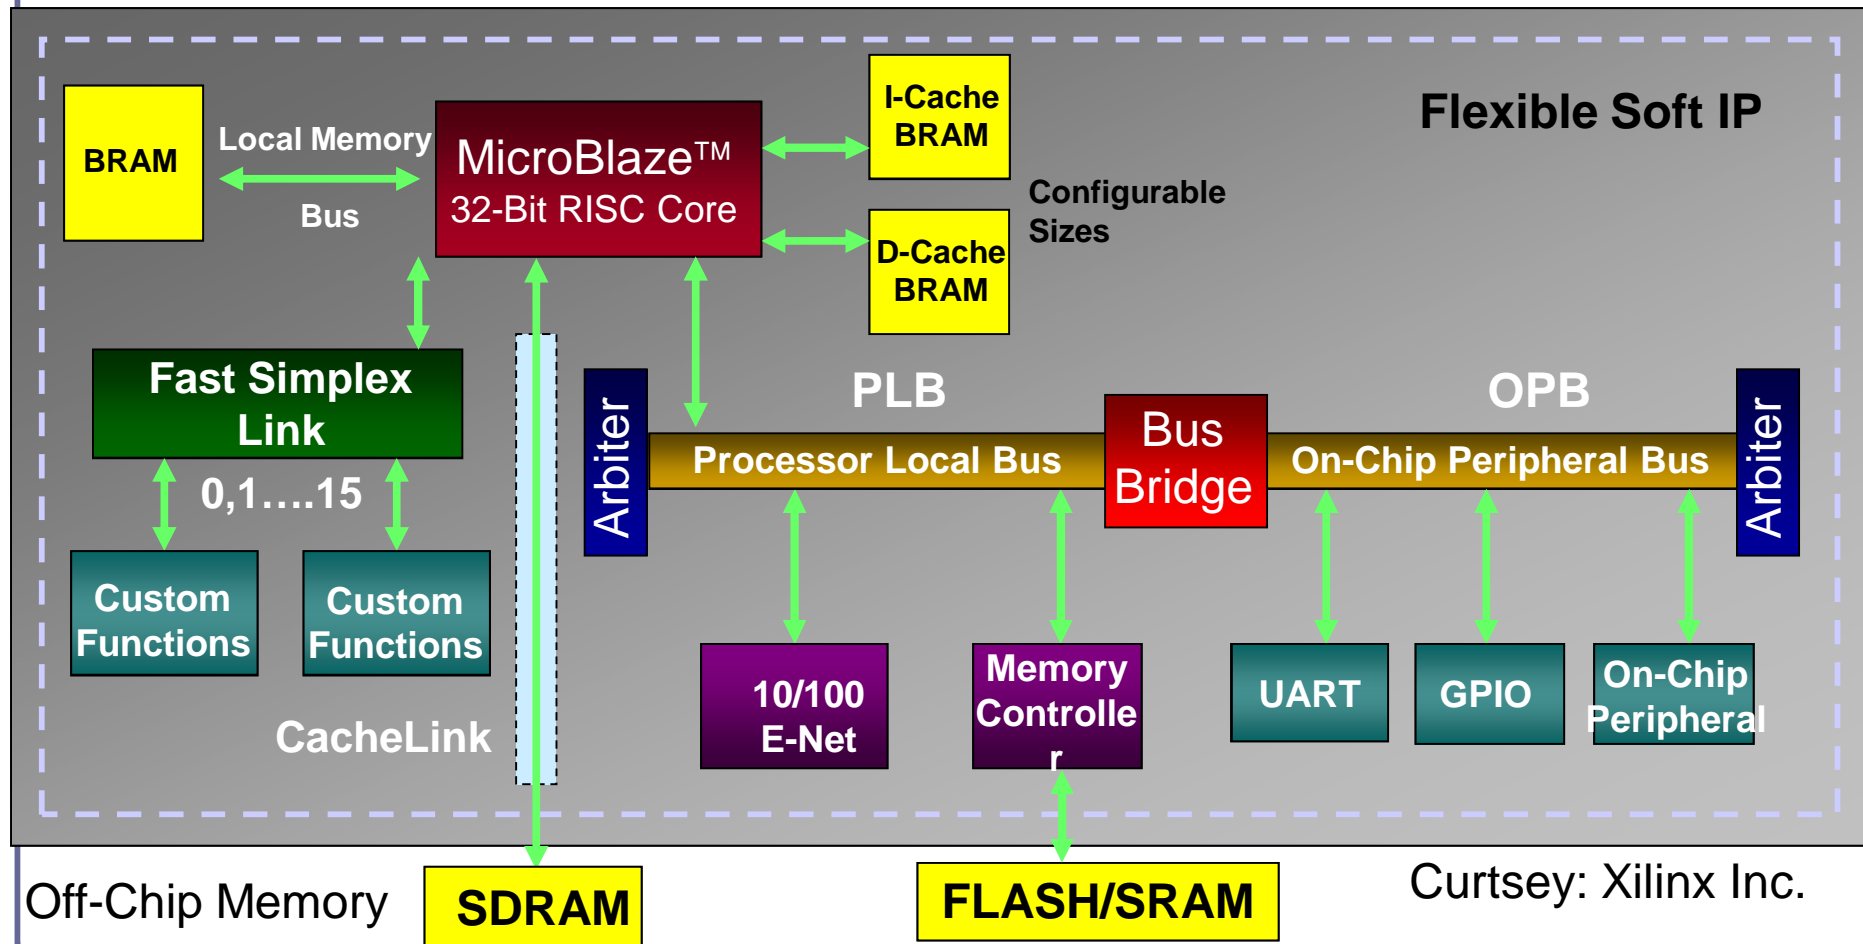 Flexible Soft IP
BRAM
Local Memory
Bus
MicroBlaze™
32-Bit RISC Core
I-Cache
BRAM
D-Cache
BRAM
Configurable
Sizes
Fast Simplex
Link
0,1….15
Custom
Functions
Custom
Functions
CacheLink
PLB
OPB
Arbiter
Processor Local Bus
Bus
Bridge
On-Chip Peripheral Bus
Arbiter
10/100
E-Net
Memory
Controlle
r
UART
GPIO
On-Chip
Peripheral
Off-Chip Memory
SDRAM
FLASH/SRAM
Curtsey: Xilinx Inc.